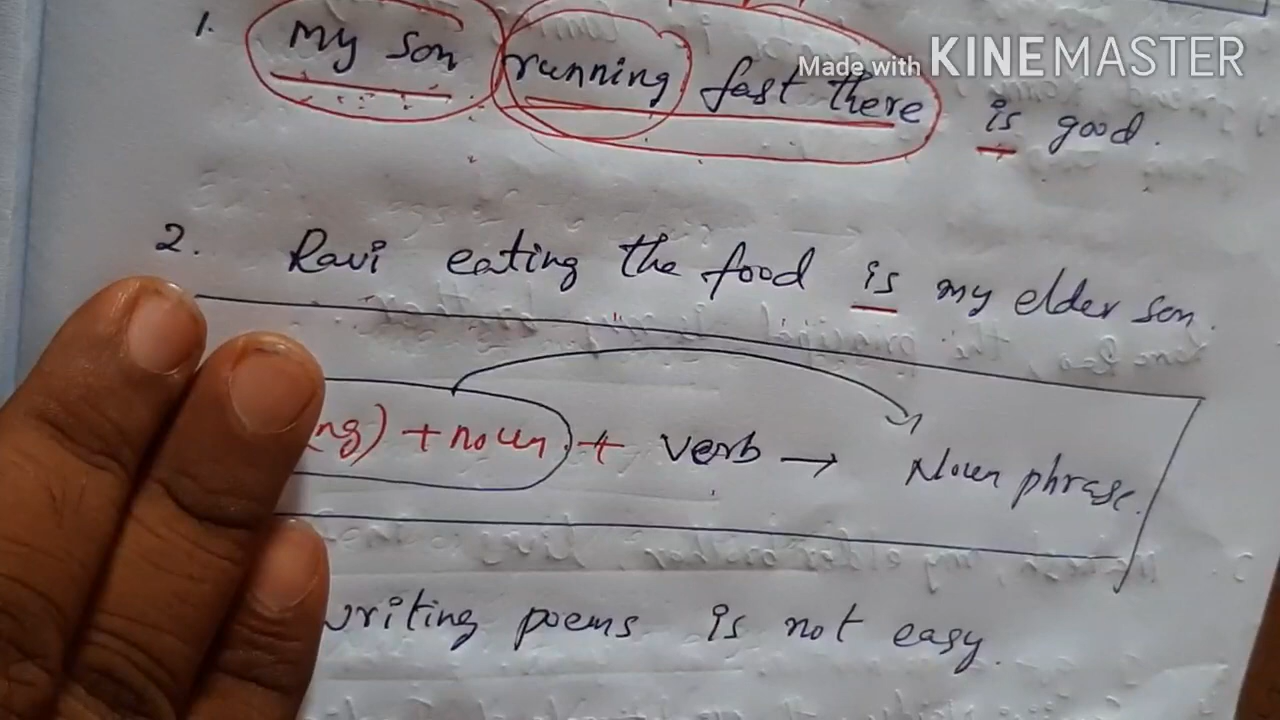 Made with KINEMASTER
1. my son running fast there is good.
2. Ravi eating the food is my elder son.
ng) + noun + verb → Noun phrase.
writing poems is not easy.